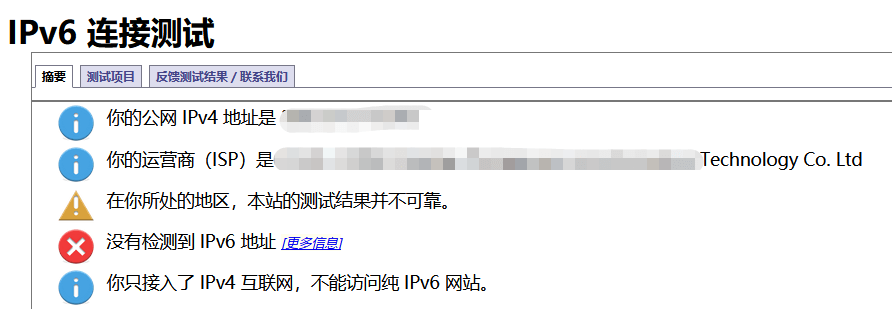 IPv6 连接测试
摘要 测试项目 反馈测试结果 / 联系我们
你的公网 IPv4 地址是
你的运营商（ISP）是 Technology Co. Ltd
在你所处的地区，本站的测试结果并不可靠。
没有检测到 IPv6 地址 [更多信息]
你只接入了 IPv4 互联网，不能访问纯 IPv6 网站。